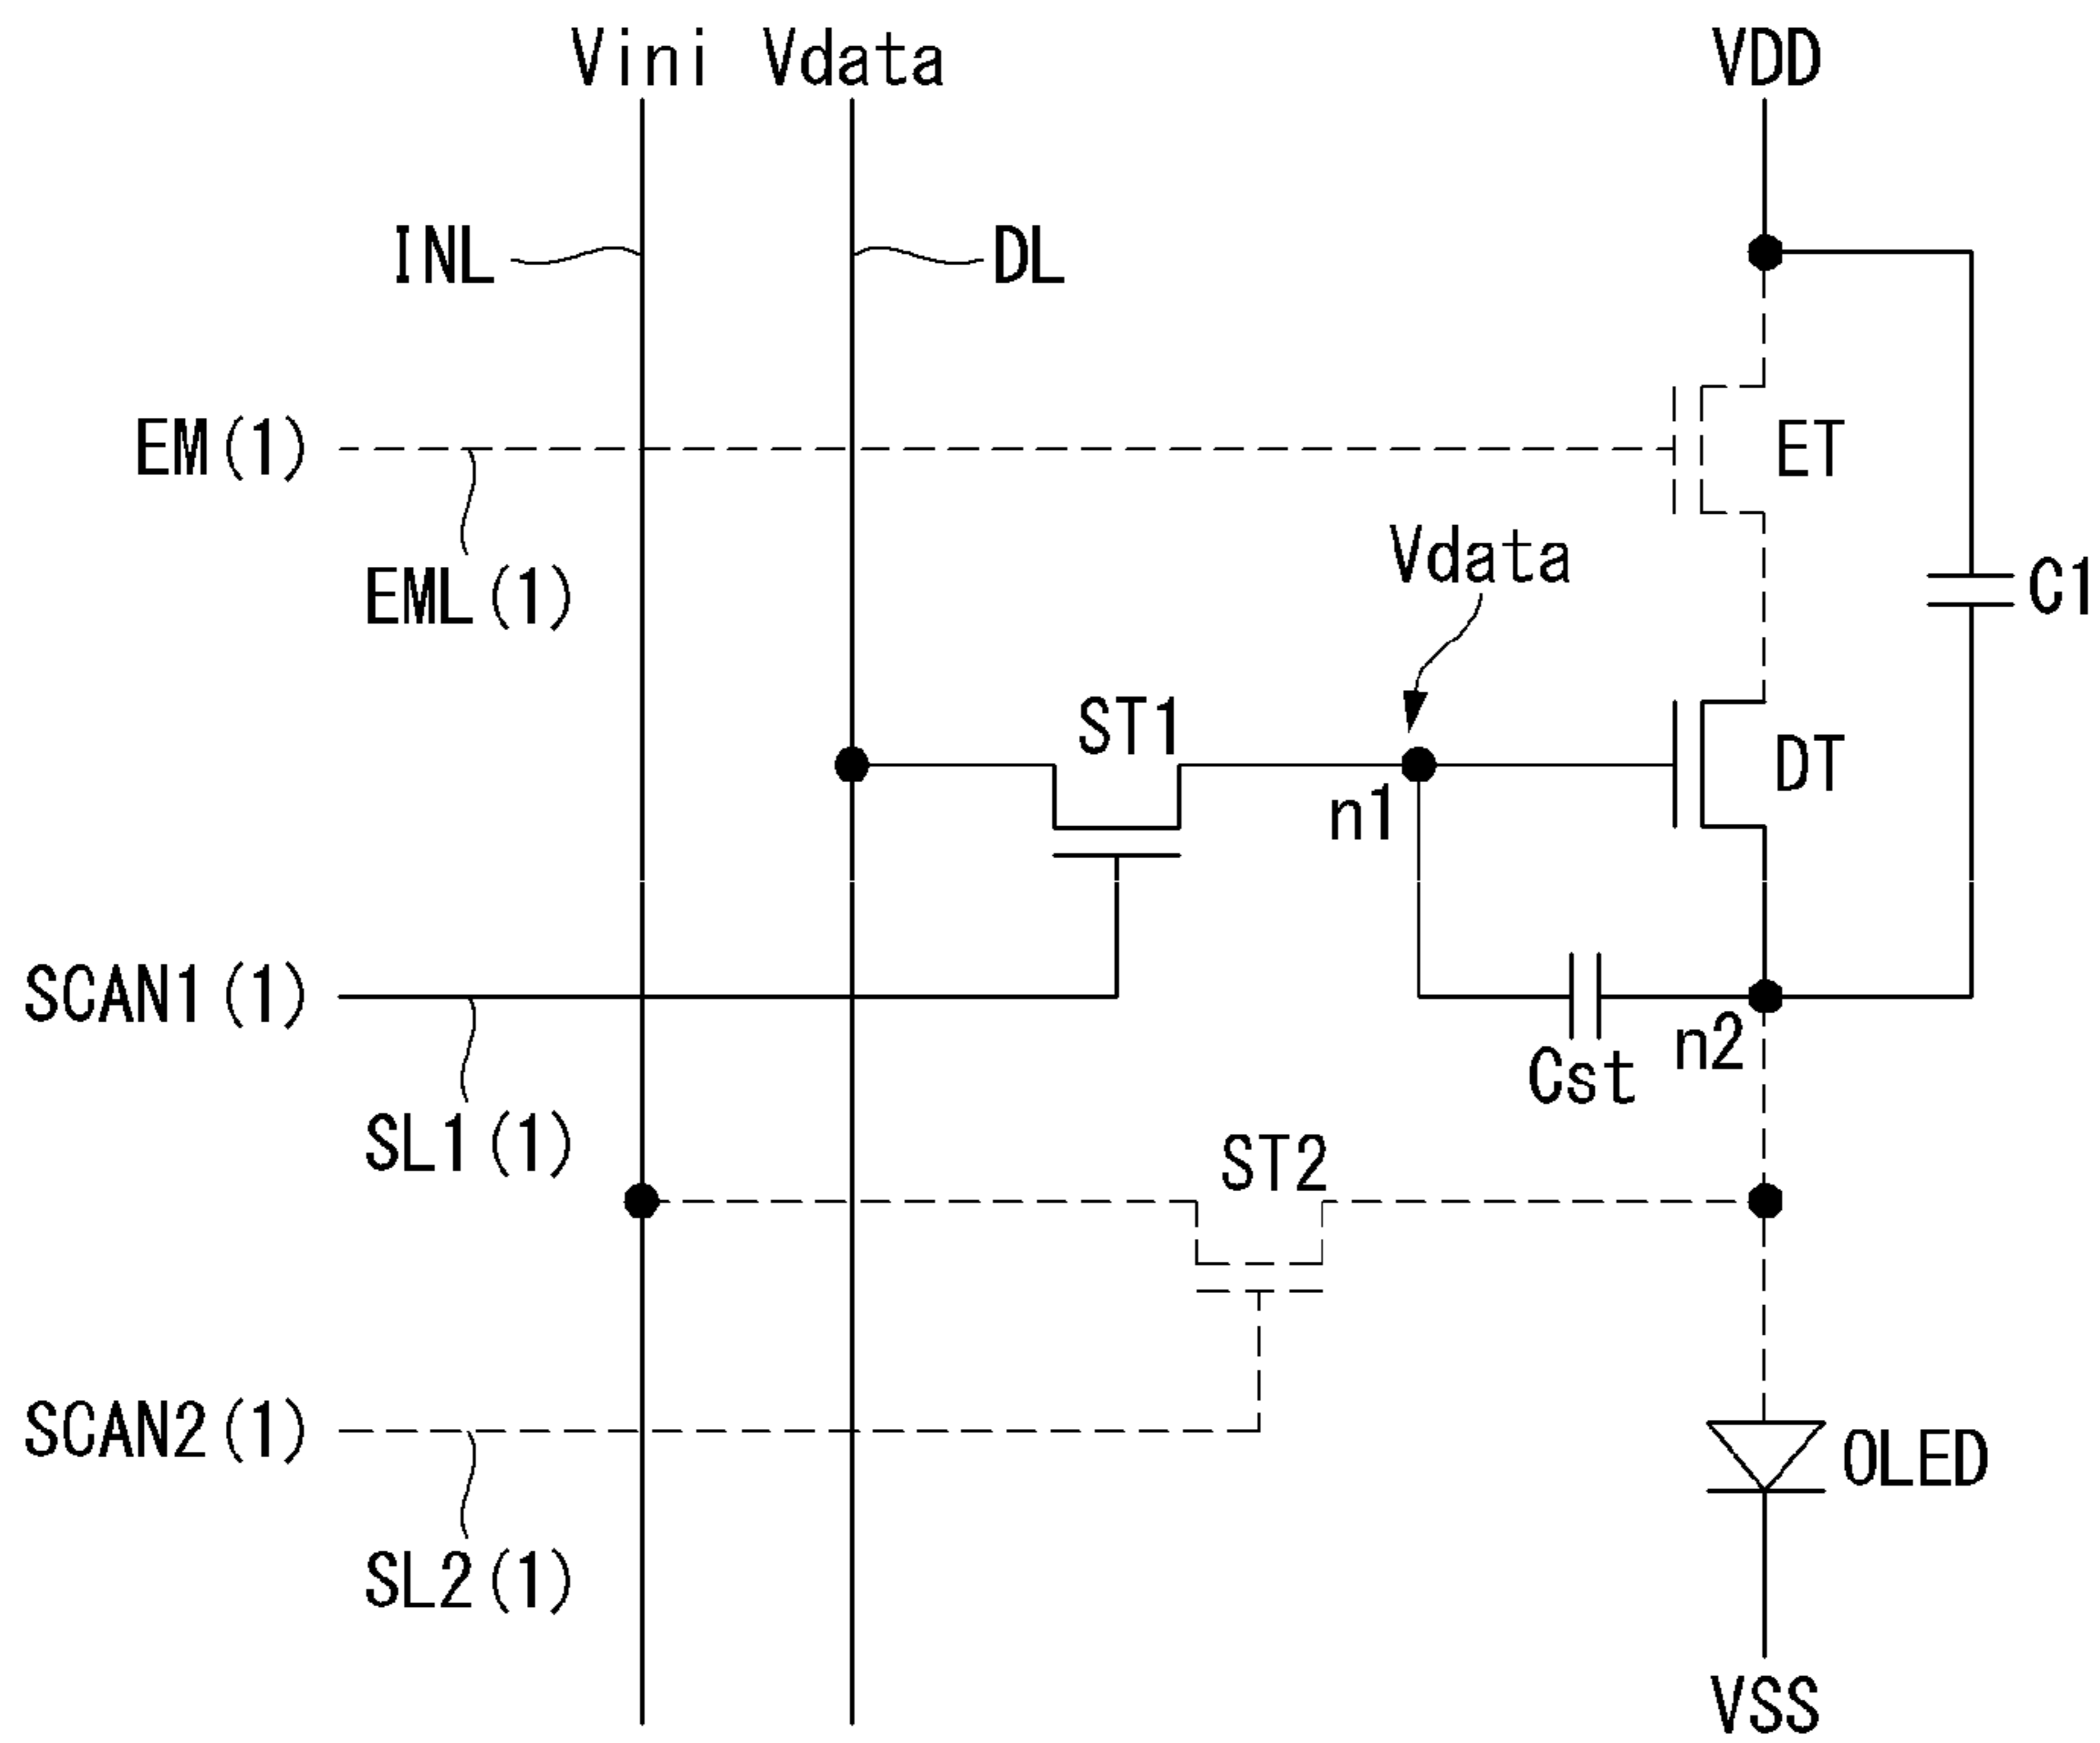 Vini Vdata VDD
INL DL
EM(1) ET
Vdata
EML(1) C1
ST1 DT
n1
SCAN1(1) n2
Cst
SL1(1) ST2
SCAN2(1) OLED
SL2(1)
VSS